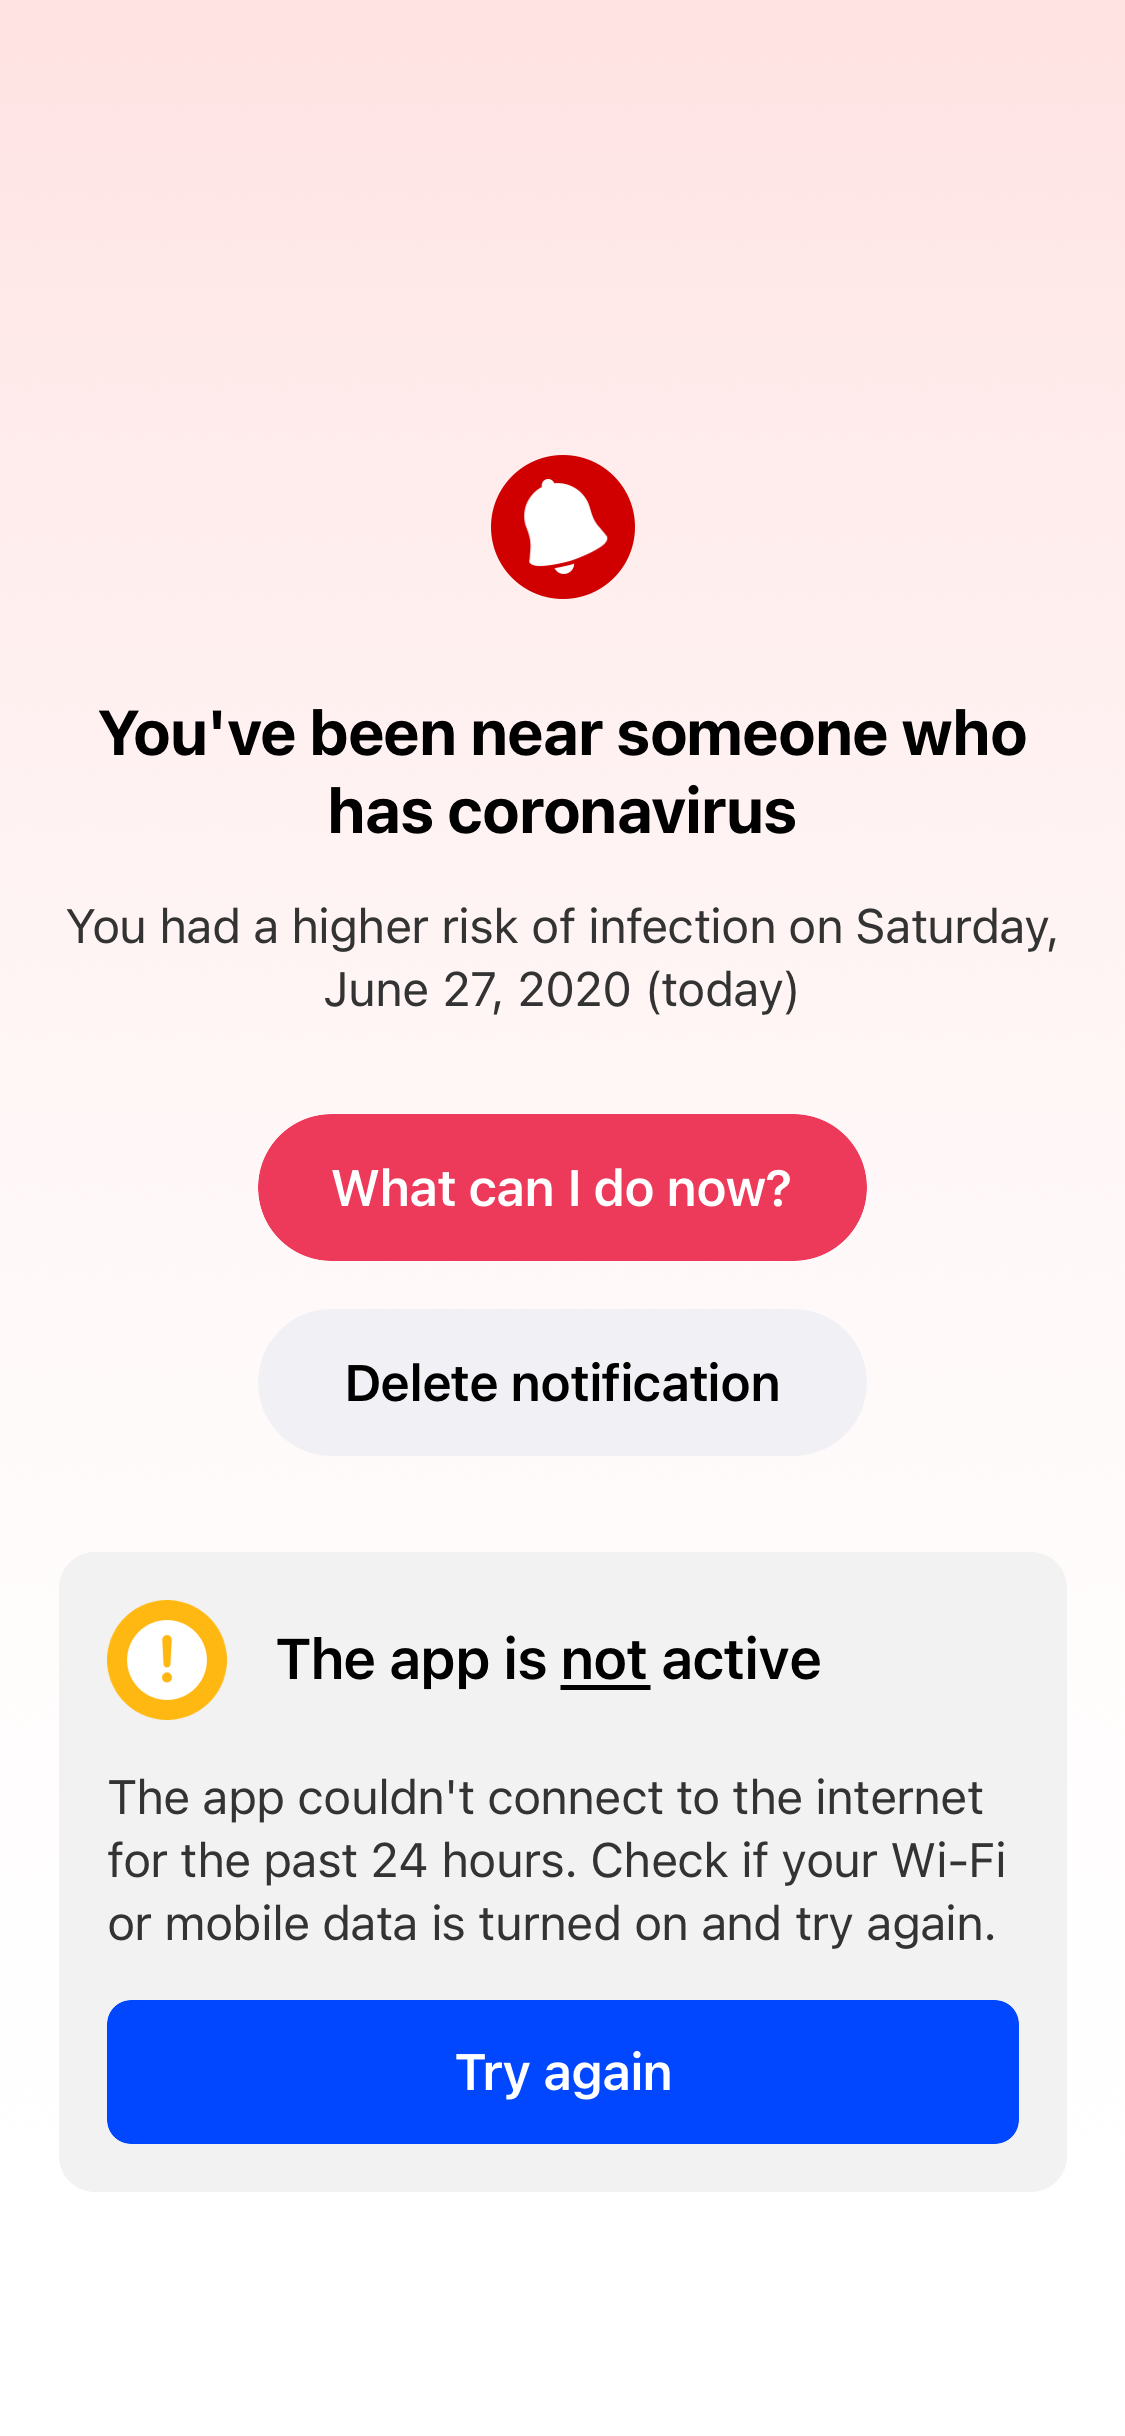 You've been near someone who
has coronavirus
You had a higher risk of infection on Saturday,
June 27, 2020 (today)
What can I do now?
Delete notification
The app is not active
The app couldn't connect to the internet
for the past 24 hours. Check if your Wi-Fi
or mobile data is turned on and try again.
Try again